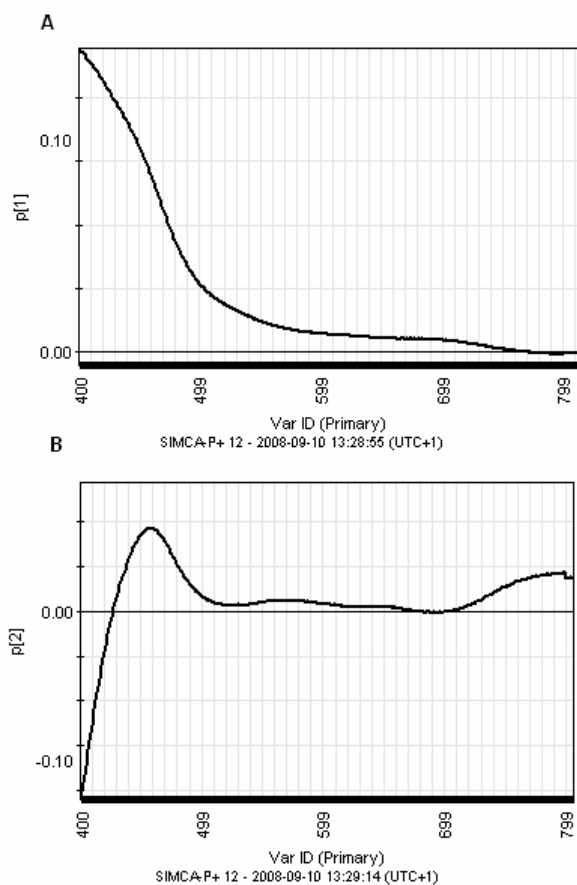 A
0.10
p[1]
0.00
400 499 599 699 799
Var ID (Primary)
SIMCA-P+ 12 - 2008-09-10 13:28:55 (UTC+1)
B
0.00
p[2]
-0.10
400 499 599 699 799
Var ID (Primary)
SIMCA-P+ 12 - 2008-09-10 13:29:14 (UTC+1)